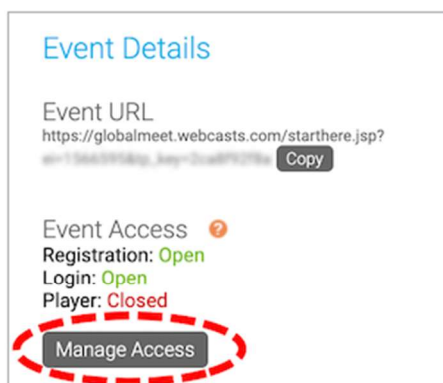 Event Details
Event URL
https://globalmeet.webcasts.com/starthere.jsp?
Copy
Event Access ?
Registration: Open
Login: Open
Player: Closed
Manage Access